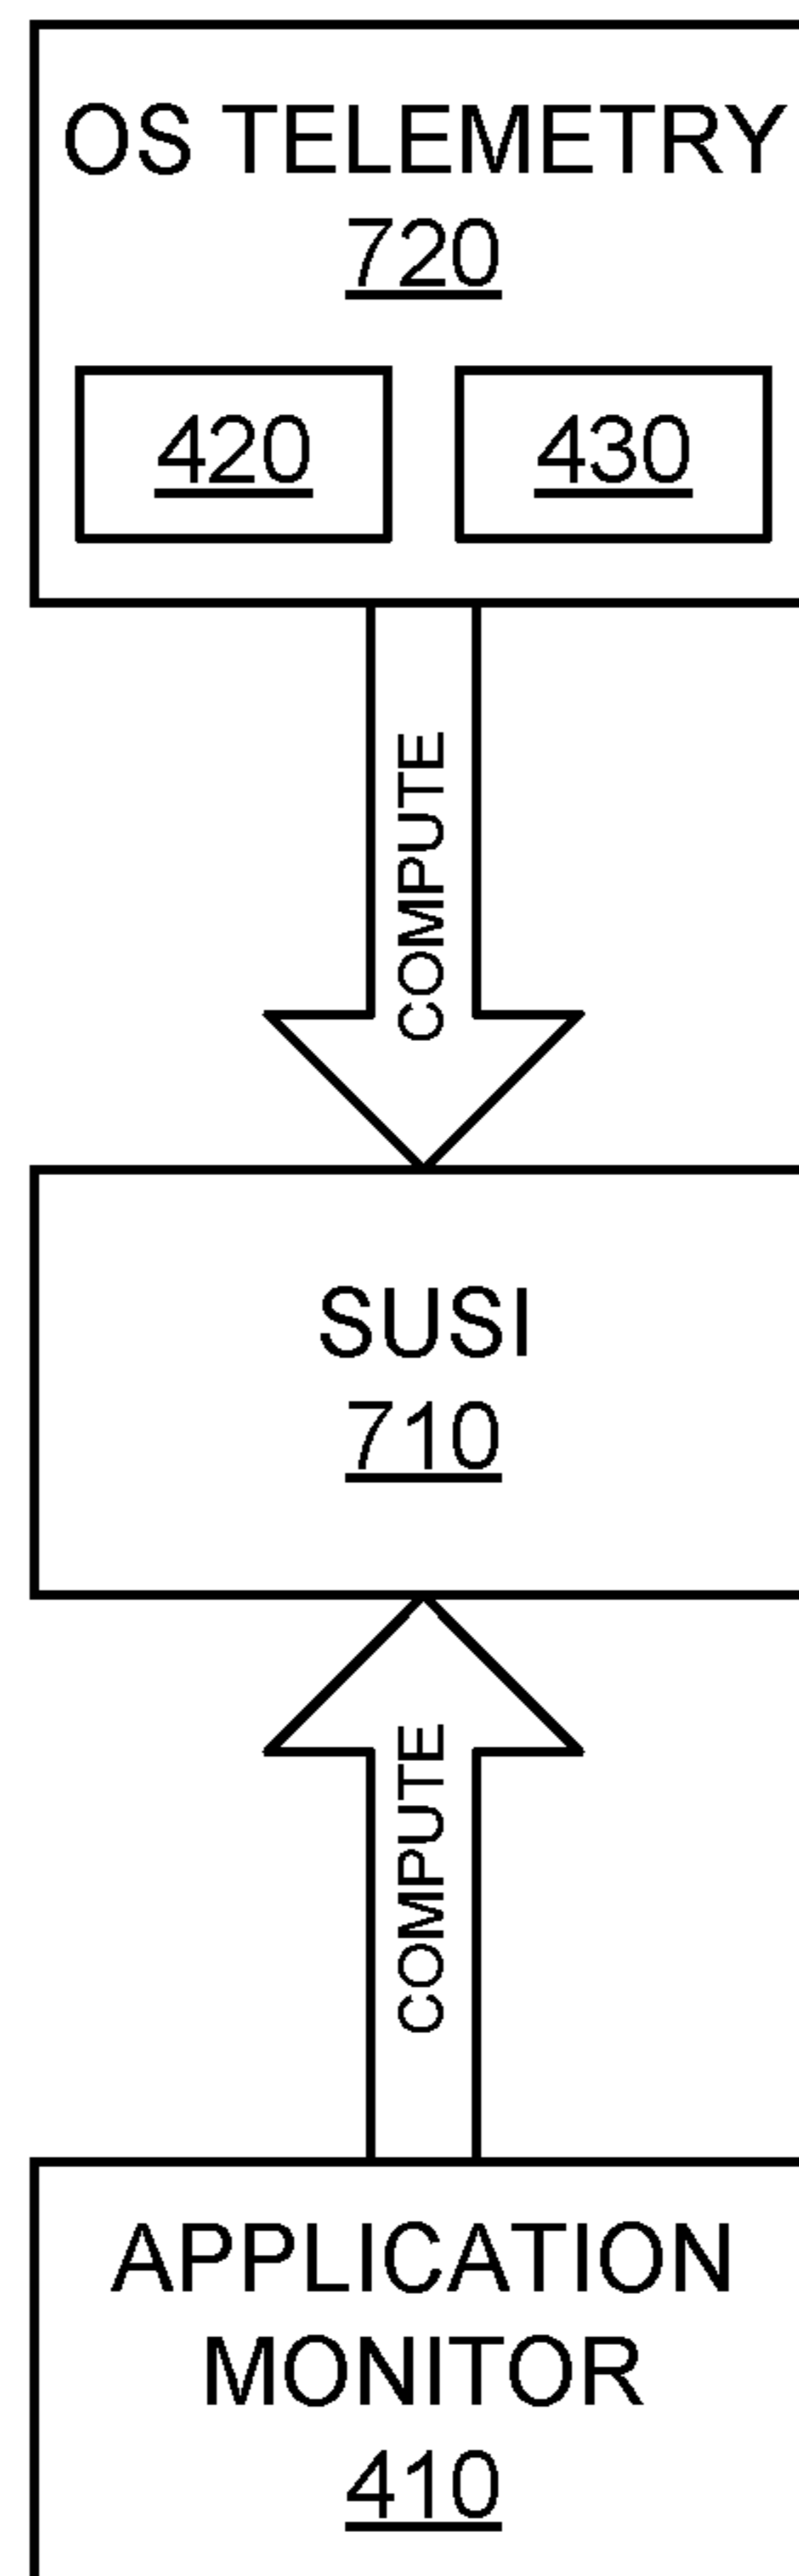 OS TELEMETRY
720
420 430
COMPUTE
SUSI
710
COMPUTE
APPLICATION
MONITOR
410